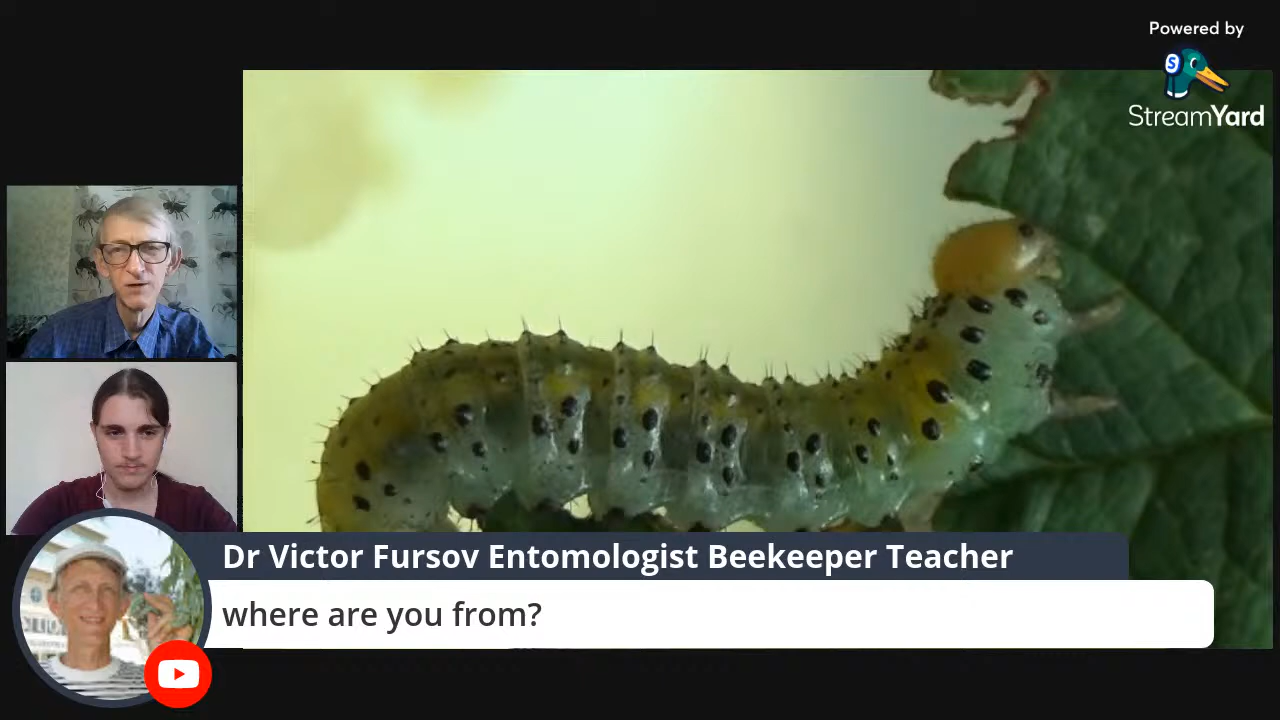 Powered by
S
StreamYard
Dr Victor Fursov Entomologist Beekeeper Teacher
where are you from?